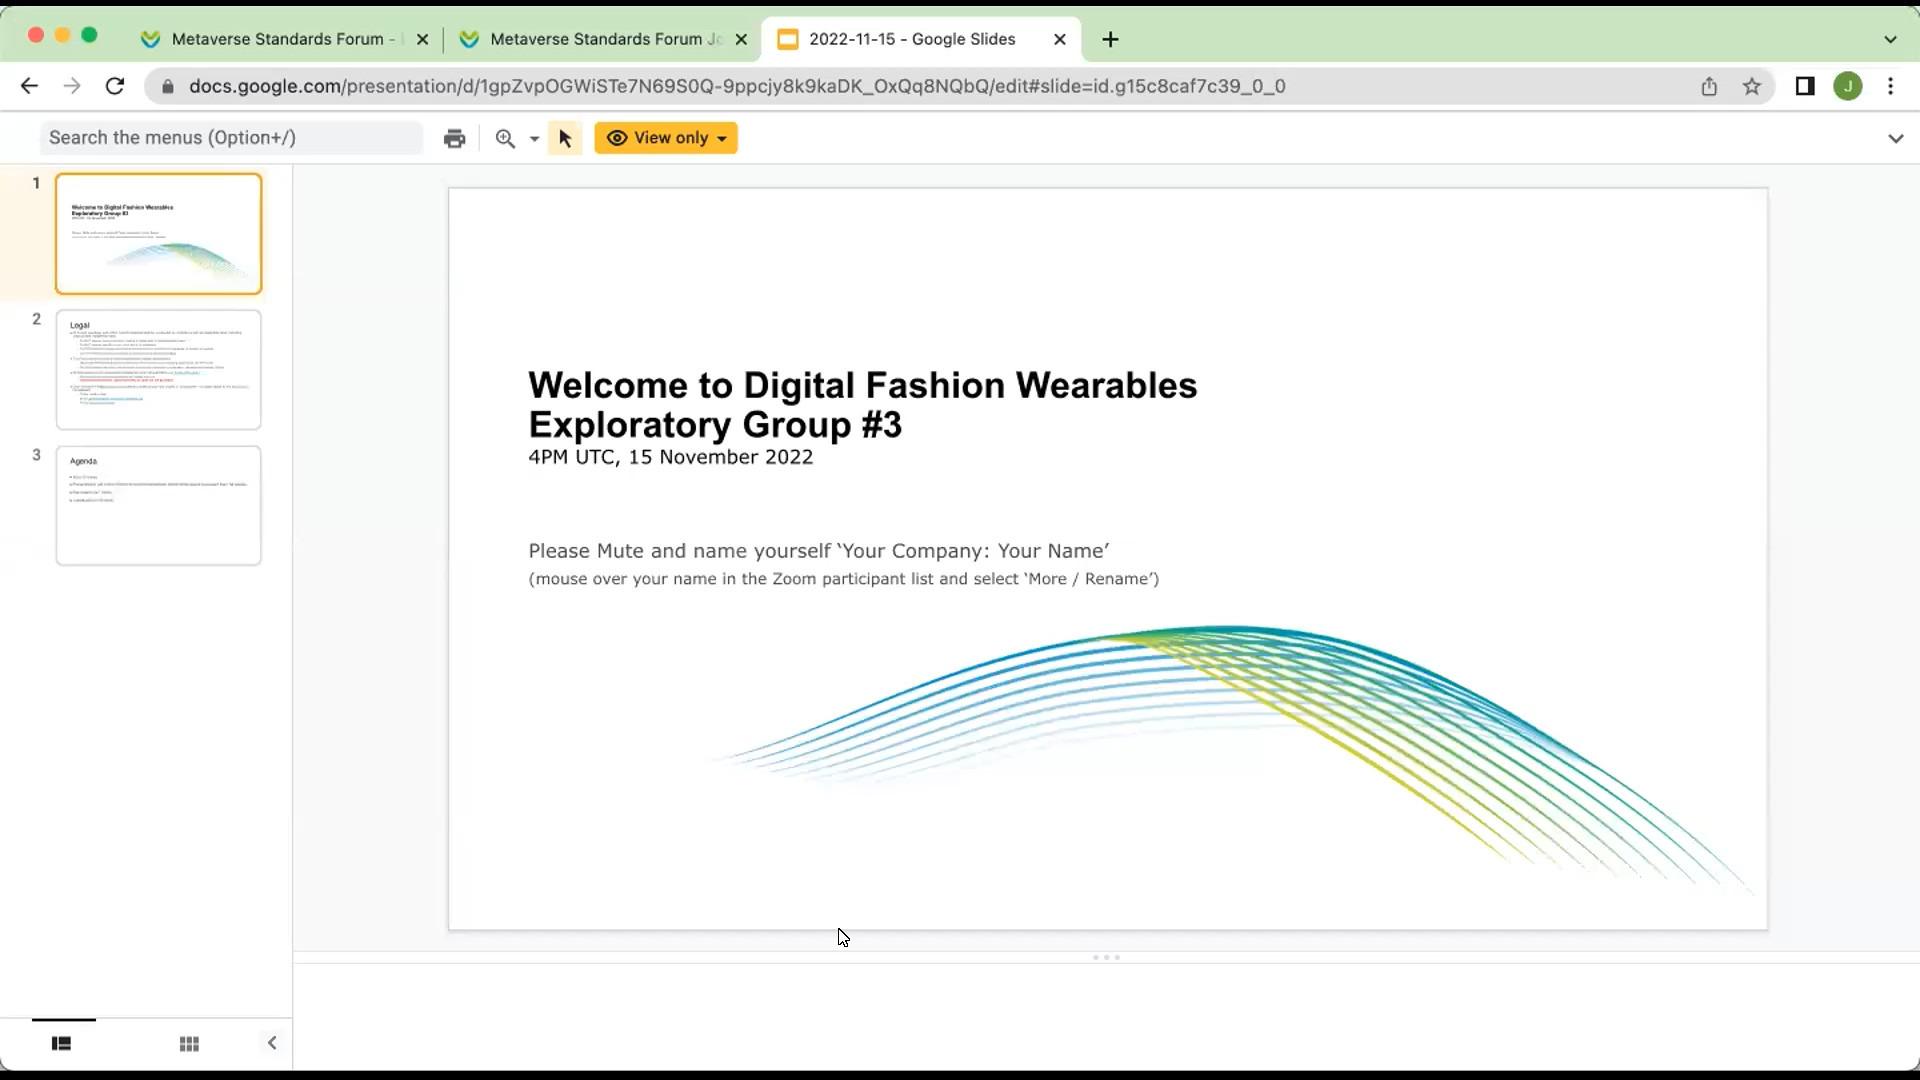 Metaverse Standards Forum -
Metaverse Standards Forum Jo
2022-11-15 - Google Slides
docs.google.com/presentation/d/1gpZvpOGWiSTe7N69S0Q-9ppcjy8k9kaDK_OxQq8NQbQ/edit#slide=id.g15c8caf7c39_0_0
J
Search the menus (Option+/)
View only
1
Welcome to Digital Fashion Wearables
Exploratory Group #3
2
Legal
3
Agenda
Welcome to Digital Fashion Wearables
Exploratory Group #3
4PM UTC, 15 November 2022
Please Mute and name yourself ‘Your Company: Your Name’
(mouse over your name in the Zoom participant list and select ‘More / Rename’)